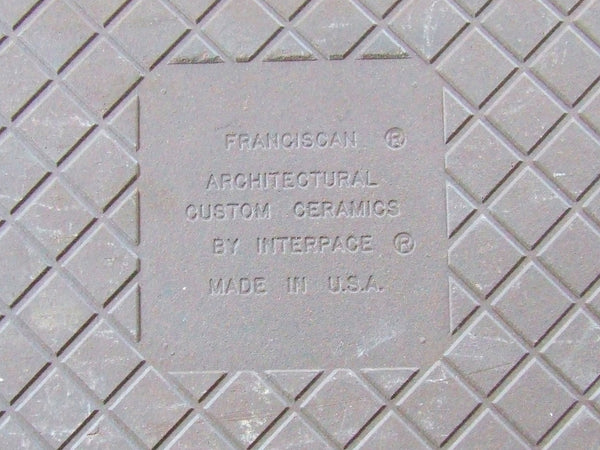 FRANCISCAN ®
ARCHITECTURAL
CUSTOM CERAMICS
BY INTERPACE ®
MADE IN U.S.A.